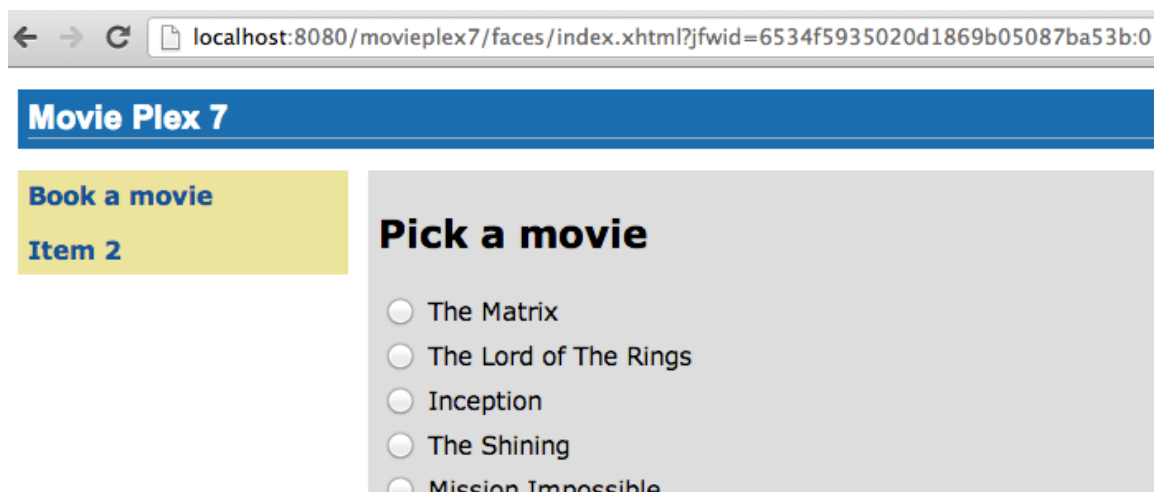 localhost:8080/movieplex7/faces/index.xhtml?jfwid=6534f5935020d1869b05087ba53b:0
Movie Plex 7
Book a movie
Item 2
Pick a movie
The Matrix
The Lord of The Rings
Inception
The Shining
Mission Impossible